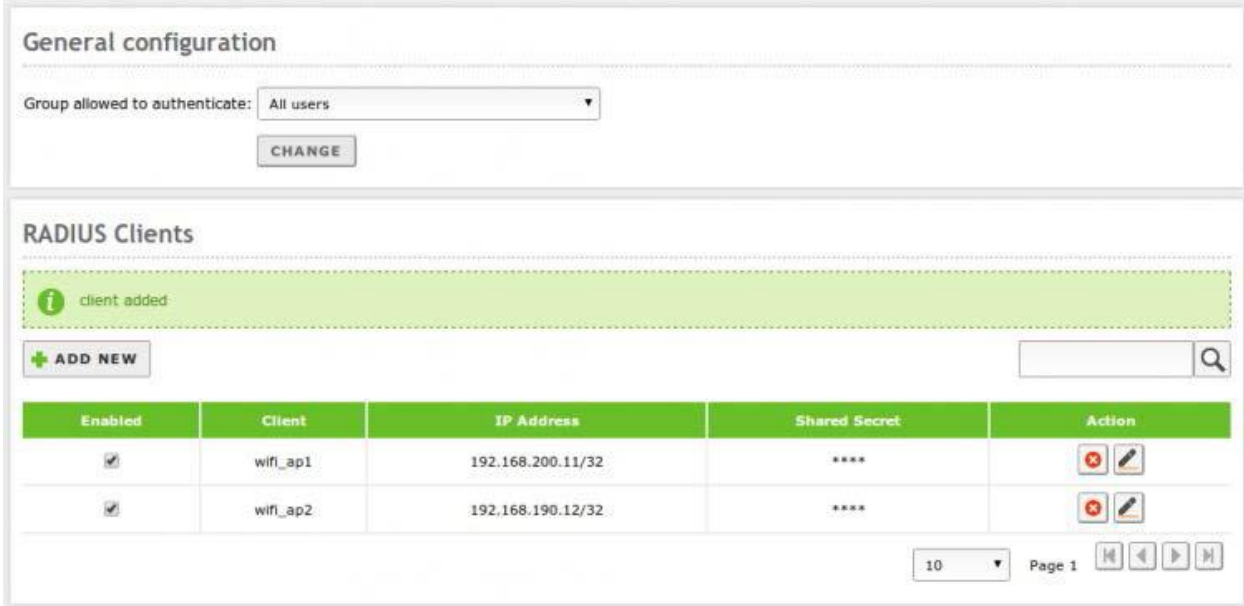 General configuration
Group allowed to authenticate: All users
CHANGE
RADIUS Clients
client added
ADD NEW
Enabled Client IP Address Shared Secret Action
wifi_ap1 192.168.200.11/32 ****
wifi_ap2 192.168.190.12/32 ****
10 Page 1